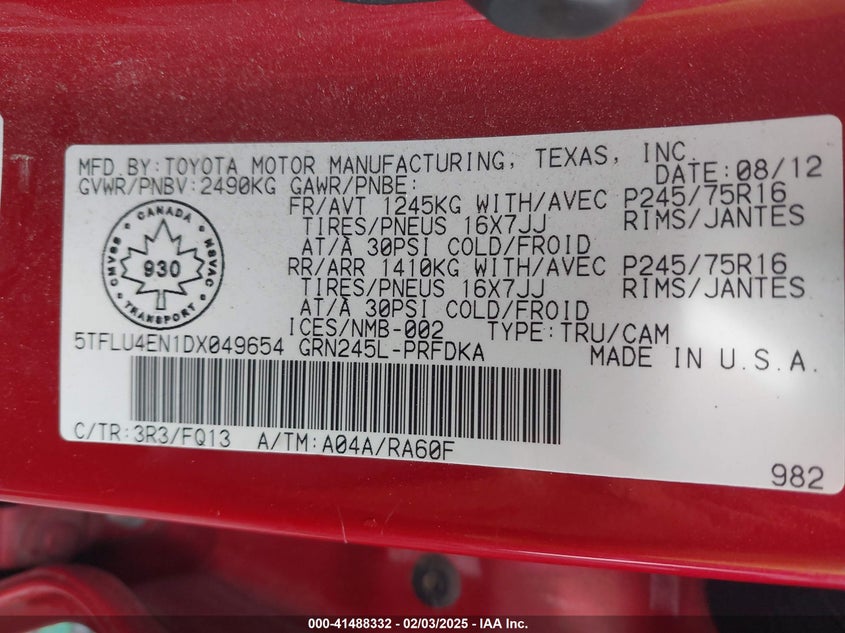 MFD.BY:TOYOTA MOTOR MANUFACTURING, TEXAS, INC.
DATE:08/12
GVWR/PNBV:2490KG GAWR/PNBE:
FR/AVT 1245KG WITH/AVEC P245/75R16
TIRES/PNEUS 16X7JJ RIMS/JANTES
AT/À 30PSI COLD/FROID
RR/ARR 1410KG WITH/AVEC P245/75R16
TIRES/PNEUS 16X7JJ RIMS/JANTES
AT/À 30PSI COLD/FROID
ICES/NMB-002 TYPE:TRU/CAM
CANADA
CMVSS 930 NSVAC
TRANSPORT
5TFLU4EN1DX049654 GRN245L-PRFDKA MADE IN U.S.A.
C/TR:3R3/FQ13 A/TM:A04A/RA60F
982
000-41488332 - 02/03/2025 - IAA Inc.